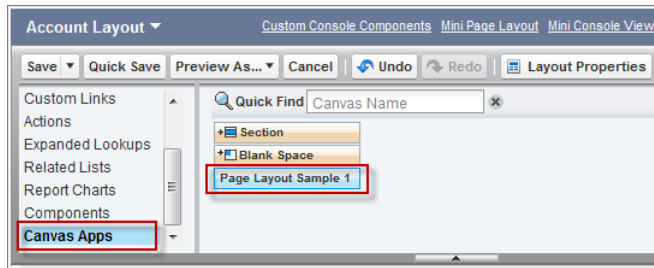 Account Layout Custom Console Components Mini Page Layout Mini Console View
Save Quick Save Preview As... Cancel Undo Redo Layout Properties
Custom Links
Actions
Expanded Lookups
Related Lists
Report Charts
Components
Canvas Apps
Quick Find Canvas Name
Section
Blank Space
Page Layout Sample 1